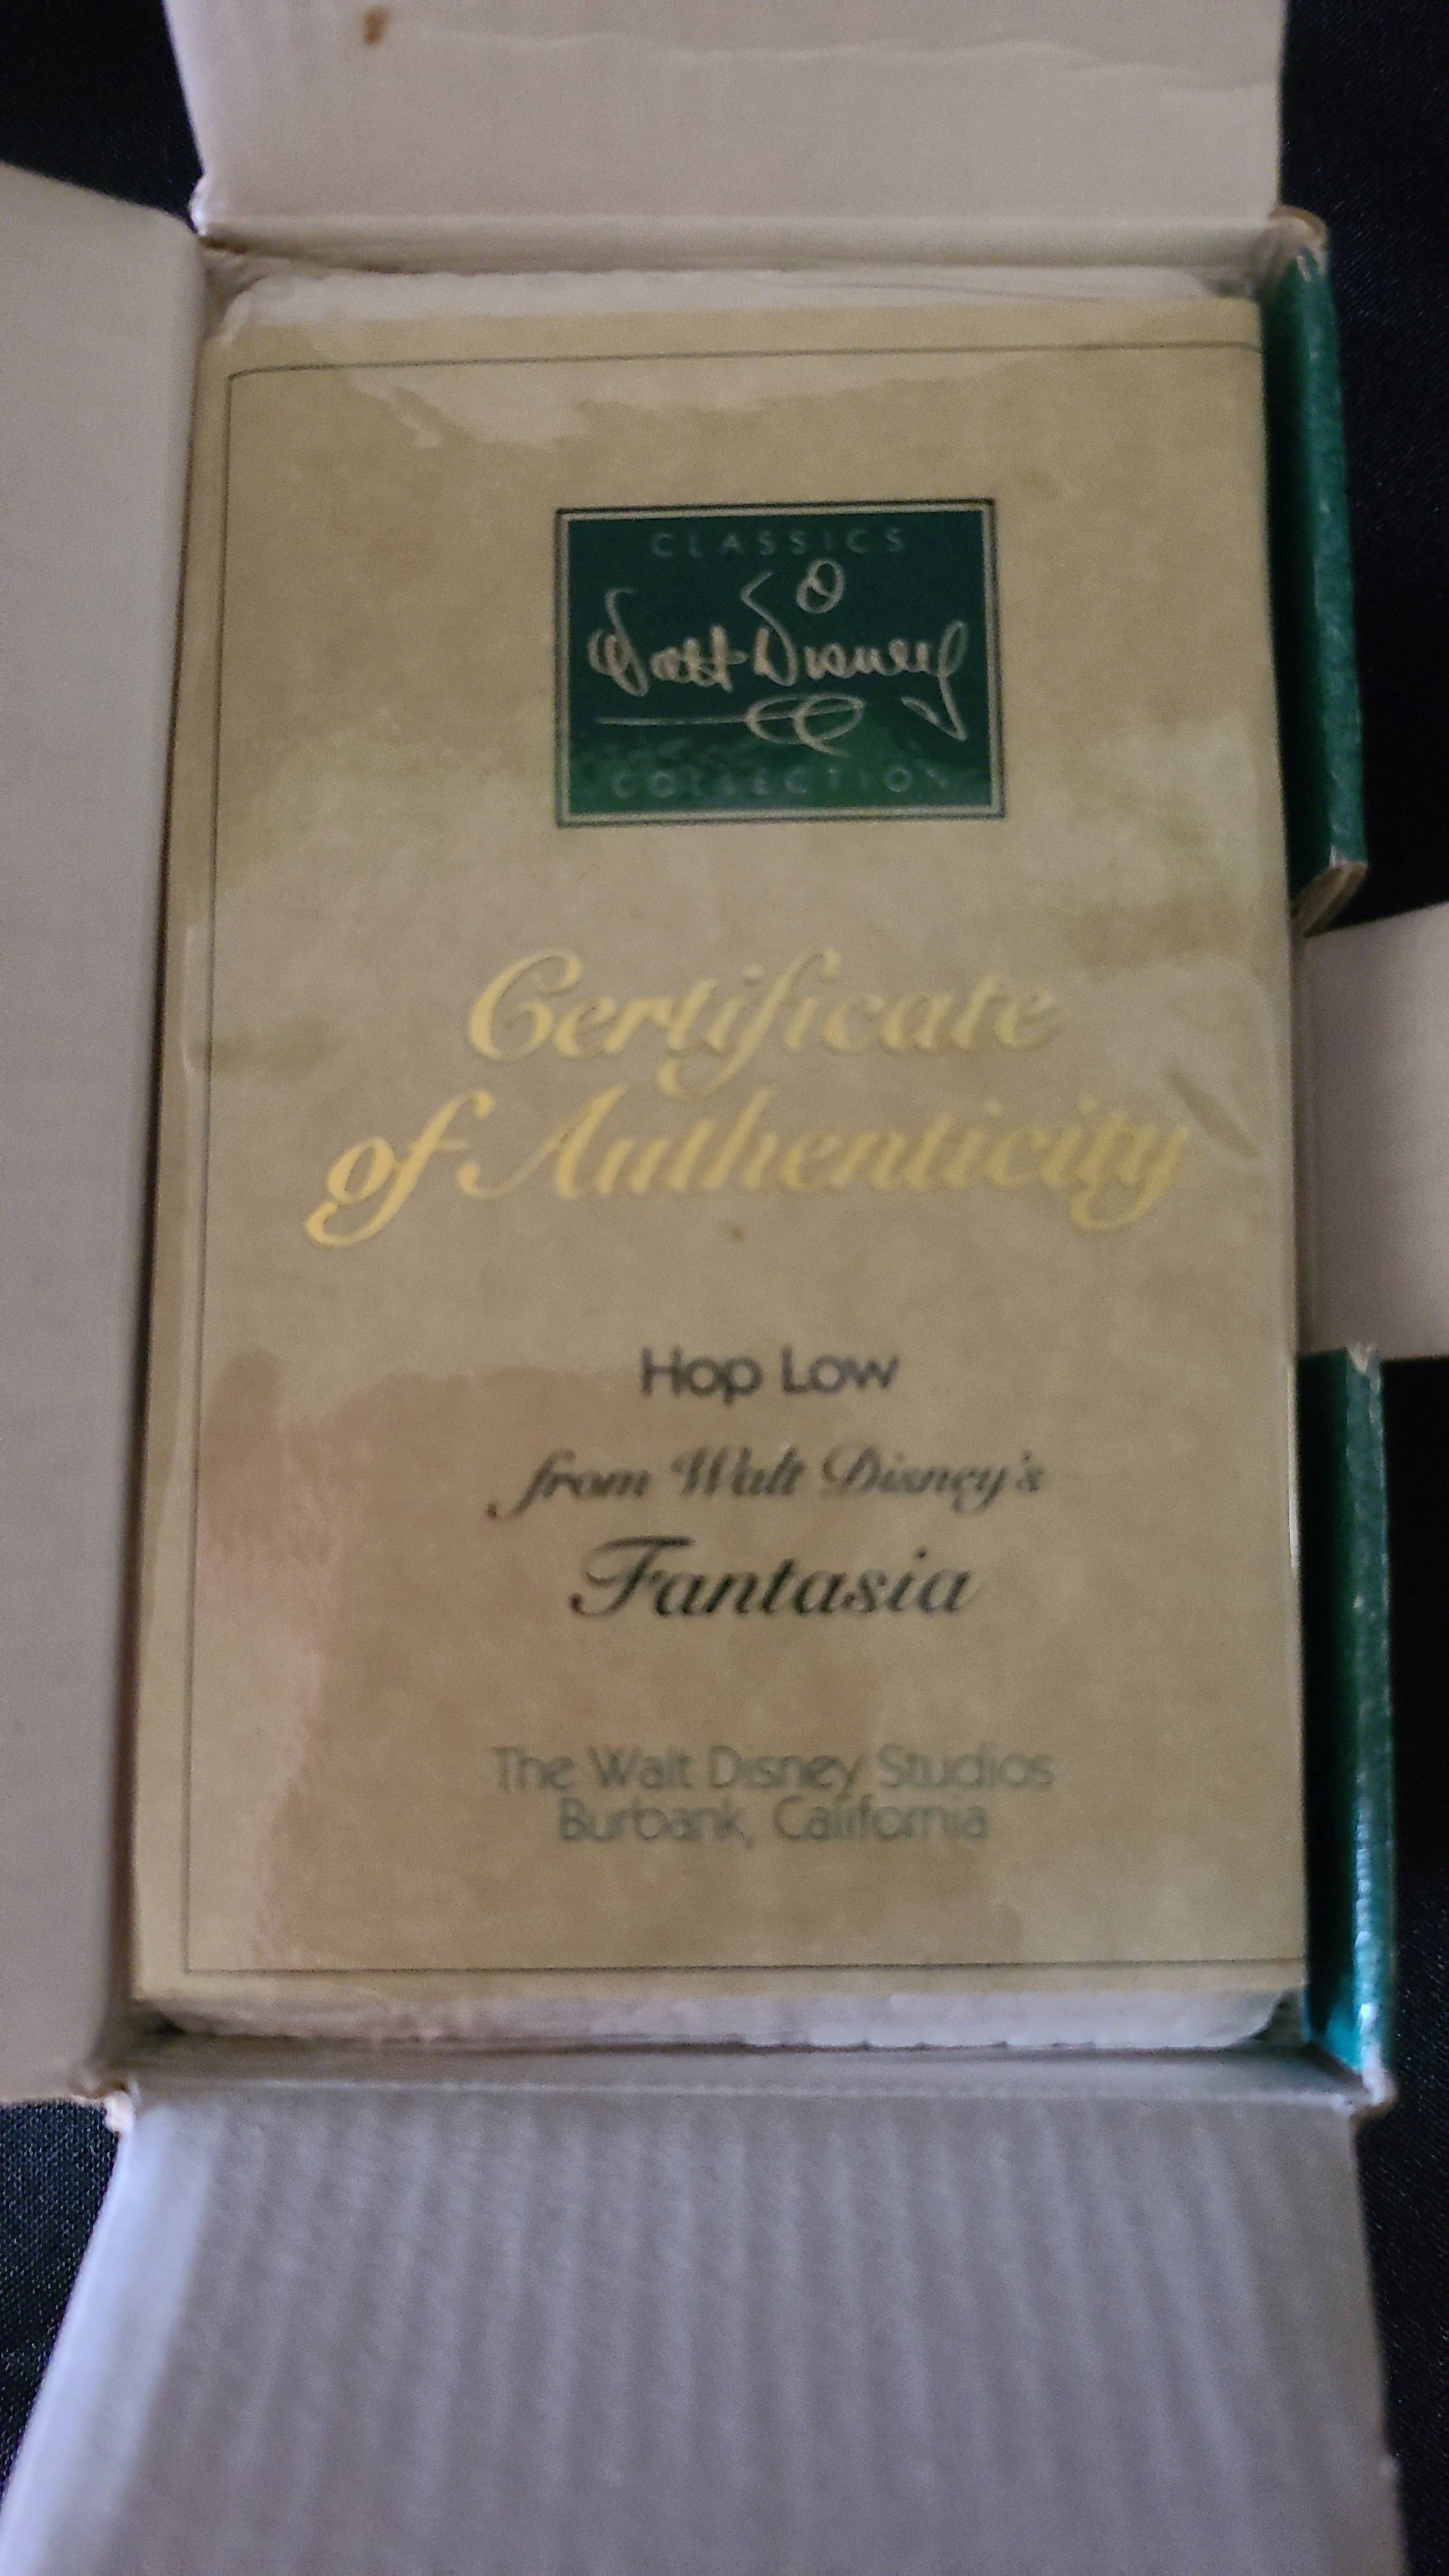 CLASSICS
Walt Disney
COLLECTION
Certificate
of Authenticity
Hop Low
from Walt Disney's
Fantasia
The Walt Disney Studios
Burbank, California